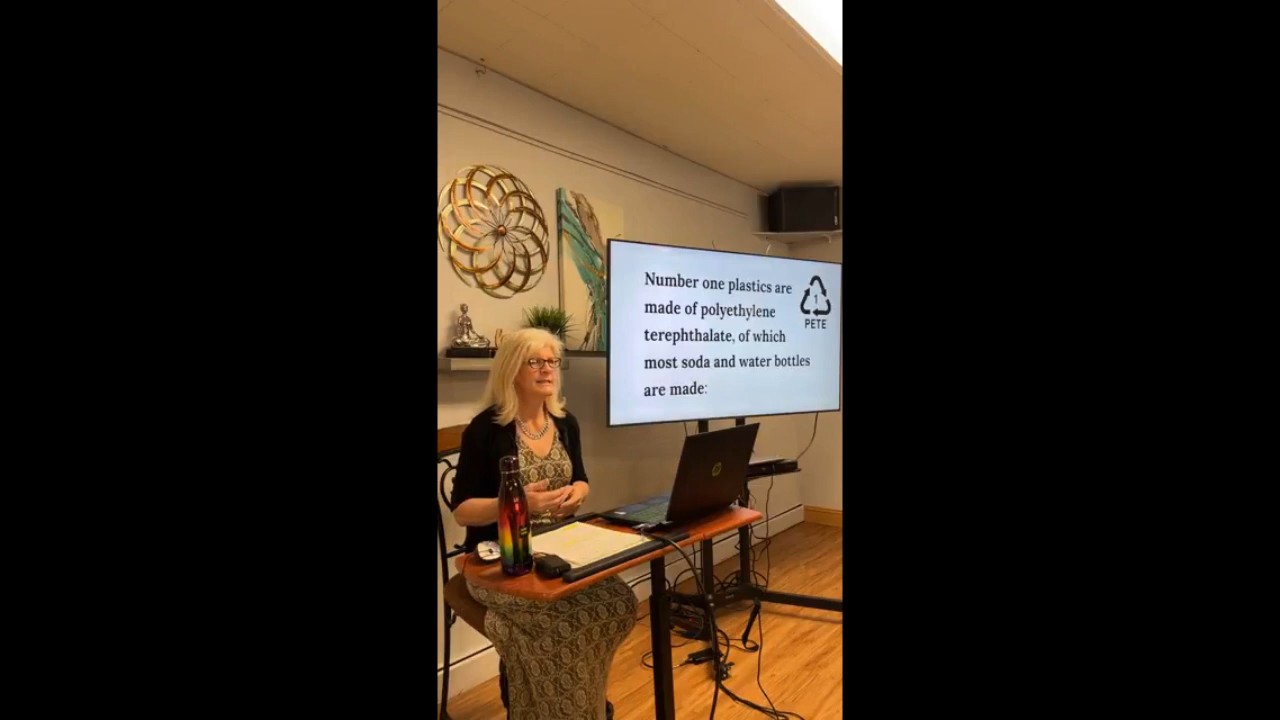 Number one plastics are
made of polyethylene
terephthalate, of which
most soda and water bottles
are made:
1
PETE
hp